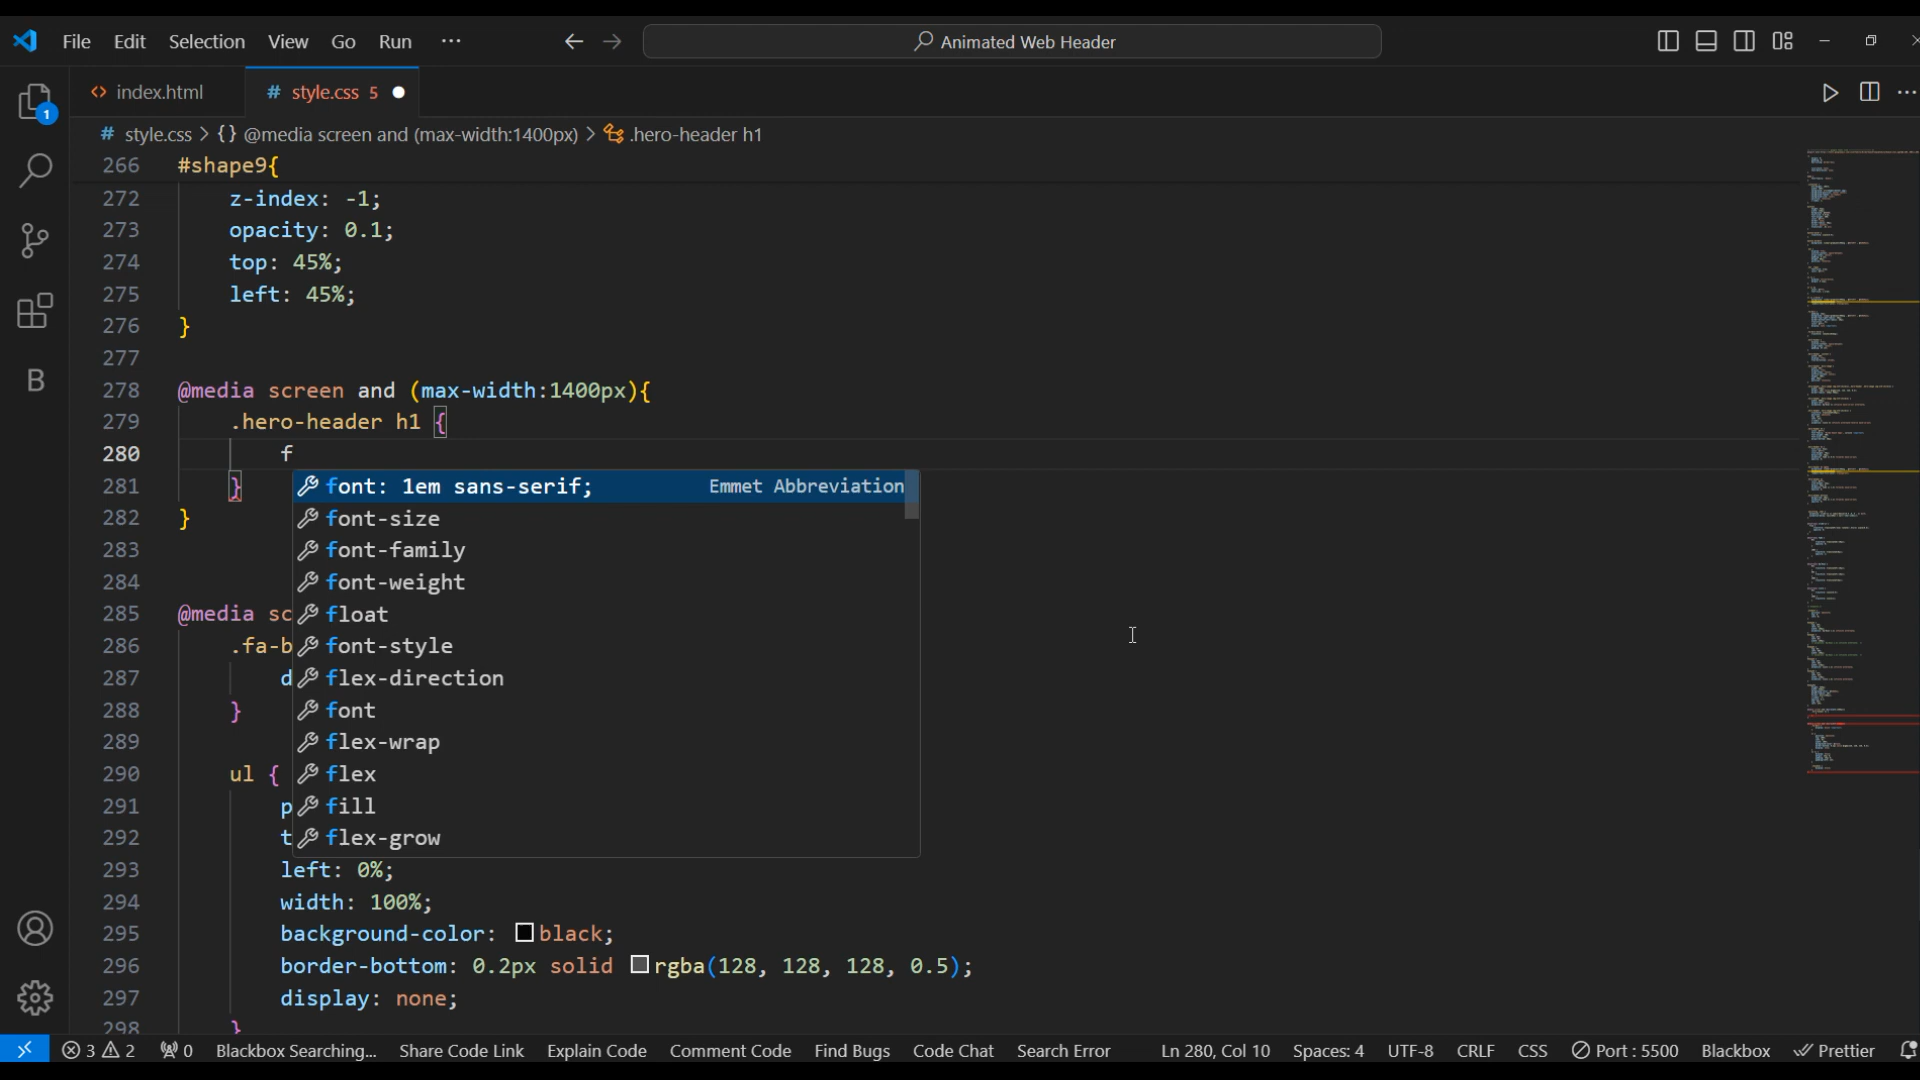 File Edit Selection View Go Run ··· Animated Web Header
index.html # style.css 5
# style.css > {} @media screen and (max-width:1400px) > .hero-header h1
1
266 #shape9{
272 z-index: -1;
273 opacity: 0.1;
274 top: 45%;
275 left: 45%;
276 }
277
278 @media screen and (max-width:1400px){
279 .hero-header h1 {
280 f
281 } font: 1em sans-serif; Emmet Abbreviation
282 } font-size
283 font-family
284 font-weight
285 @media sc float
286 .fa-b font-style
287 d flex-direction
288 } font
289 flex-wrap
290 ul { flex
291 p fill
292 t flex-grow
293 left: 0%;
294 width: 100%;
295 background-color: black;
296 border-bottom: 0.2px solid rgba(128, 128, 128, 0.5);
297 display: none;
298 }
B
3 2 0 Blackbox Searching... Share Code Link Explain Code Comment Code Find Bugs Code Chat Search Error Ln 280, Col 10 Spaces: 4 UTF-8 CRLF CSS Port : 5500 Blackbox Prettier